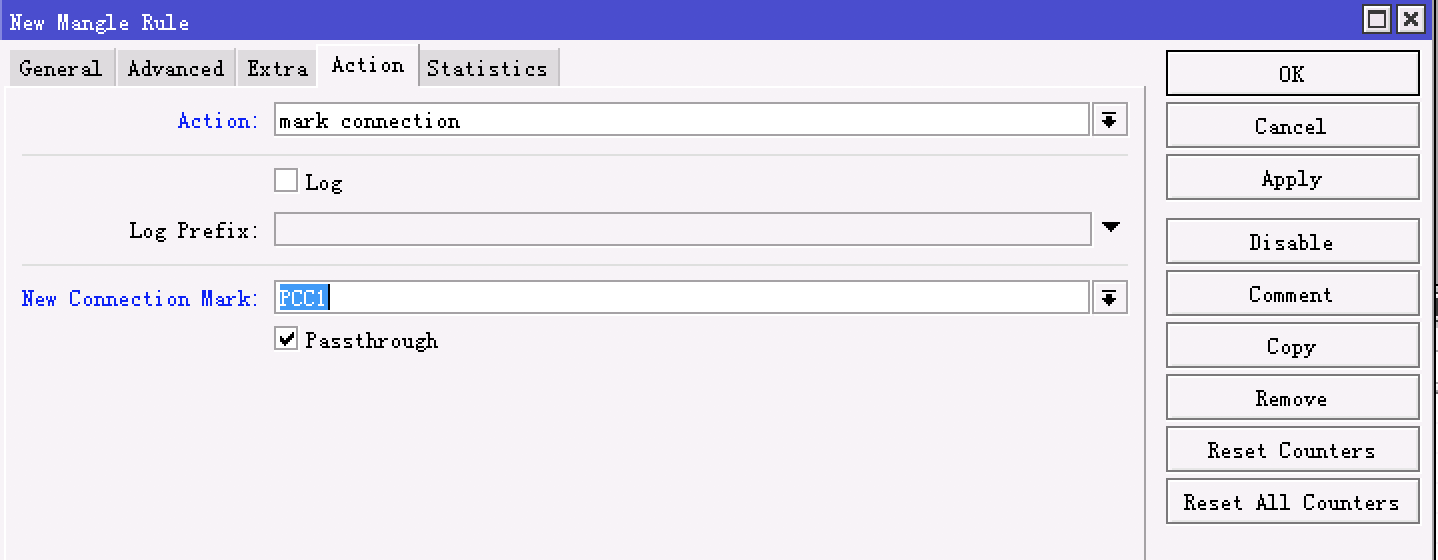 New Mangle Rule
General Advanced Extra Action Statistics
Action: mark connection
Log
Log Prefix:
New Connection Mark: PCC1
Passthrough
OK
Cancel
Apply
Disable
Comment
Copy
Remove
Reset Counters
Reset All Counters